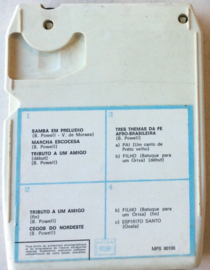 1
SAMBA EM PRELUDIO
(B. Powell - V. de Moraes)
MARCHA ESCOCESA
(B. Powell)
TRIBUTO A UM AMIGO
(début)
(B. Powell)
2
TRES THEMAS DA FE
AFRO-BRASILEIRA
(B. Powell)
a) PAI (Um canto de
Preto velho)
b) FILHO (Batuque para
um Orixa) (début)
3
TRIBUTO A UM AMIGO
(fin)
(B. Powell)
CEGOS DO NORDESTE
(B. Powell)
4
b) FILHO (Batuque para
um Orixa) (fin)
c) ESPIRITO SANTO
(Oxala)